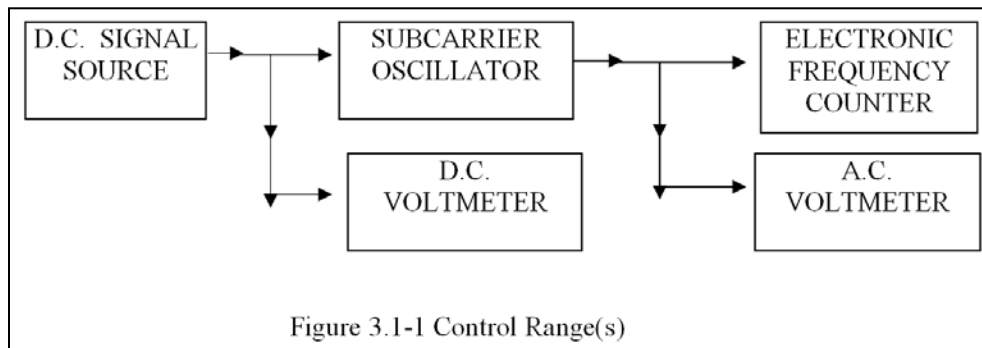 D.C. SIGNAL
SOURCE
SUBCARRIER
OSCILLATOR
ELECTRONIC
FREQUENCY
COUNTER
D.C.
VOLTMETER
A.C.
VOLTMETER
Figure 3.1-1 Control Range(s)